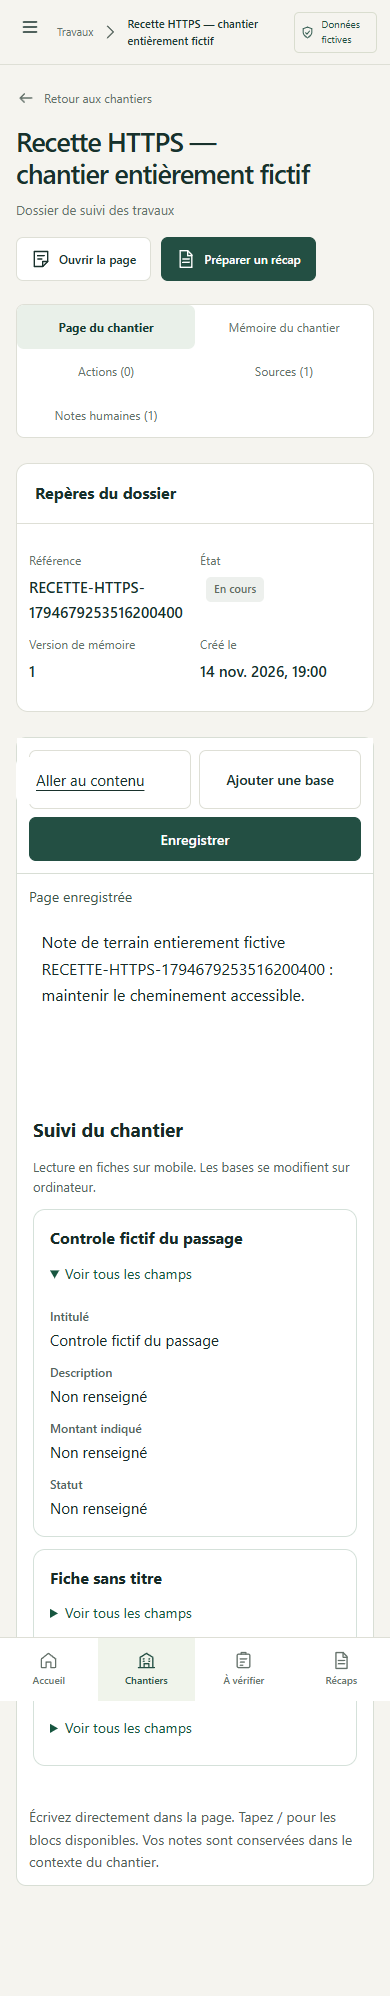 Travaux
Recette HTTPS — chantier
entièrement fictif
Données
fictives
Retour aux chantiers
Recette HTTPS —
chantier entièrement fictif
Dossier de suivi des travaux
Ouvrir la page
Préparer un récap
Page du chantier
Mémoire du chantier
Actions (0)
Sources (1)
Notes humaines (1)
Repères du dossier
Référence
État
RECETTE-HTTPS-
1794679253516200400
En cours
Version de mémoire
Créé le
1
14 nov. 2026, 19:00
Aller au contenu
Ajouter une base
Enregistrer
Page enregistrée
Note de terrain entierement fictive
RECETTE-HTTPS-1794679253516200400 :
maintenir le cheminement accessible.
Suivi du chantier
Lecture en fiches sur mobile. Les bases se modifient sur
ordinateur.
Controle fictif du passage
Voir tous les champs
Intitulé
Controle fictif du passage
Description
Non renseigné
Montant indiqué
Non renseigné
Statut
Non renseigné
Fiche sans titre
Voir tous les champs
Accueil
Chantiers
À vérifier
Récaps
Voir tous les champs
Écrivez directement dans la page. Tapez / pour les
blocs disponibles. Vos notes sont conservées dans le
contexte du chantier.